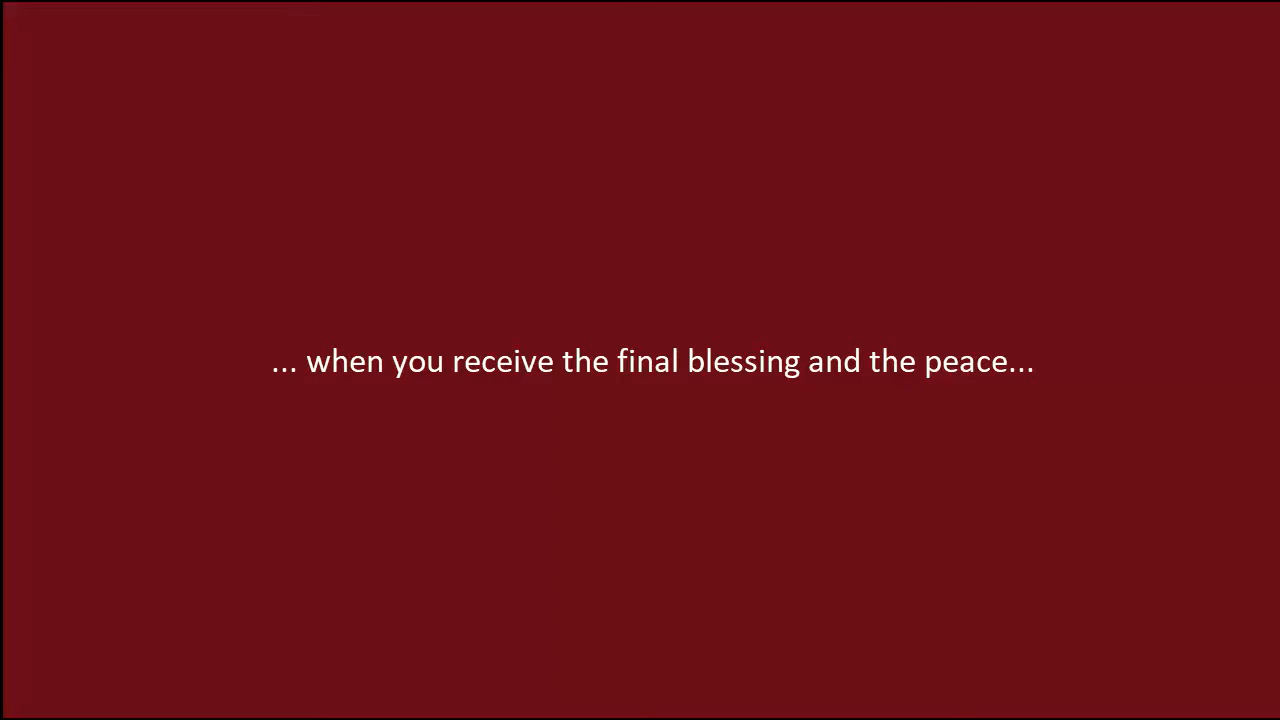 ... when you receive the final blessing and the peace...